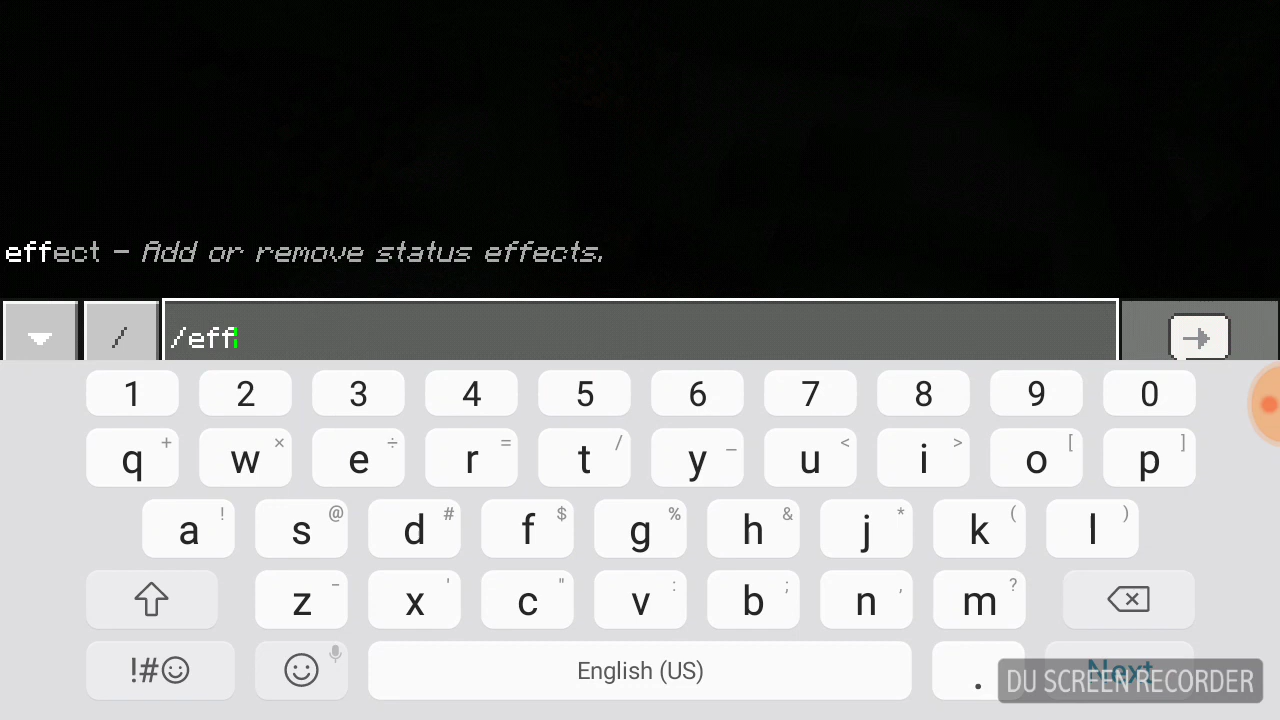 effect - Add or remove status effects.
/ /eff
1 2 3 4 5 6 7 8 9 0
q + w × e ÷ r = t / y _ u < i > o [ p ]
a ! s @ d # f $ g % h & j * k ( l )
z - x ' c " v : b ; n , m ?
!#☺ English (US) . Next
DU SCREEN RECORDER